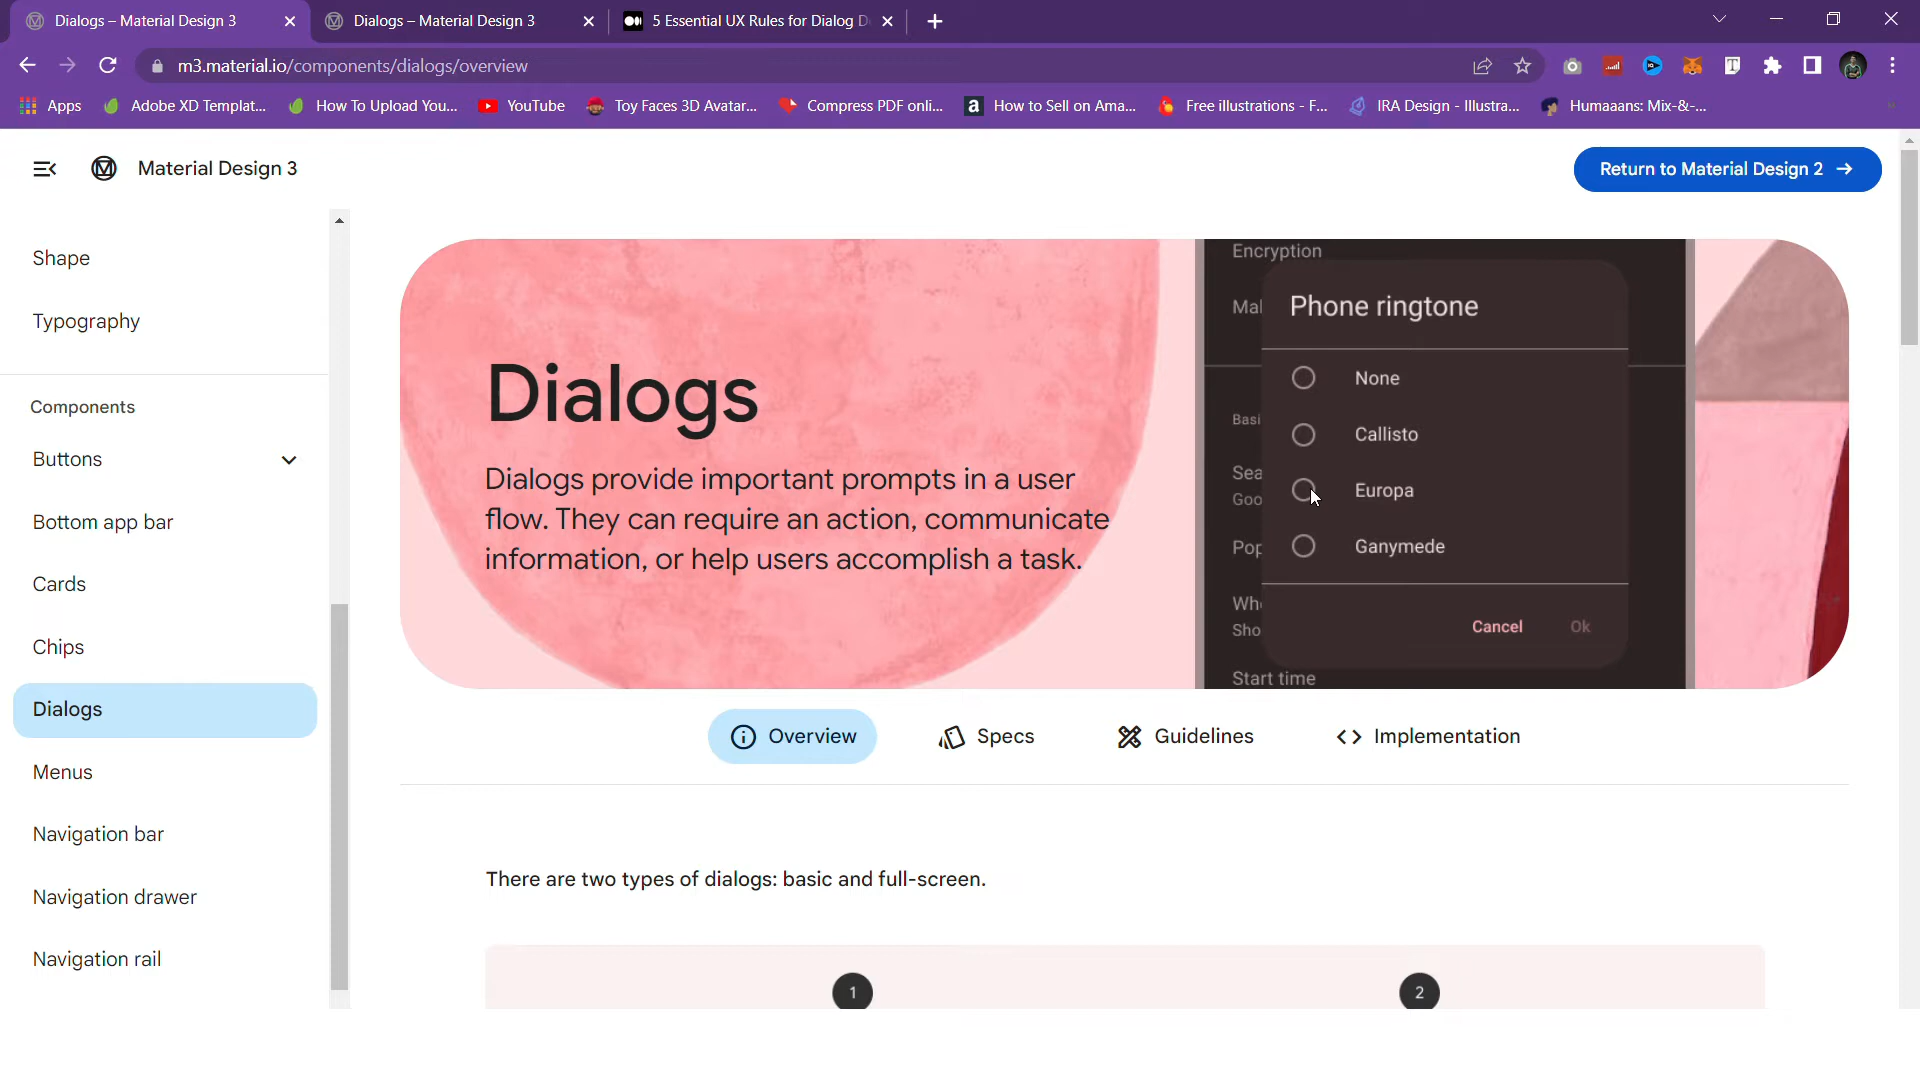 Dialogs – Material Design 3
Dialogs – Material Design 3
5 Essential UX Rules for Dialog D
m3.material.io/components/dialogs/overview
Apps
Adobe XD Templat...
How To Upload You...
YouTube
Toy Faces 3D Avatar...
Compress PDF onli...
a How to Sell on Ama...
Free illustrations - F...
IRA Design - Illustra...
Humaaans: Mix-&-...
Material Design 3
Return to Material Design 2
Shape
Typography
Components
Buttons
Bottom app bar
Cards
Chips
Dialogs
Menus
Navigation bar
Navigation drawer
Navigation rail
Dialogs
Dialogs provide important prompts in a user
flow. They can require an action, communicate
information, or help users accomplish a task.
Encryption
Phone ringtone
None
Callisto
Europa
Ganymede
Cancel Ok
Start time
Overview
Specs
Guidelines
Implementation
There are two types of dialogs: basic and full-screen.
1
2